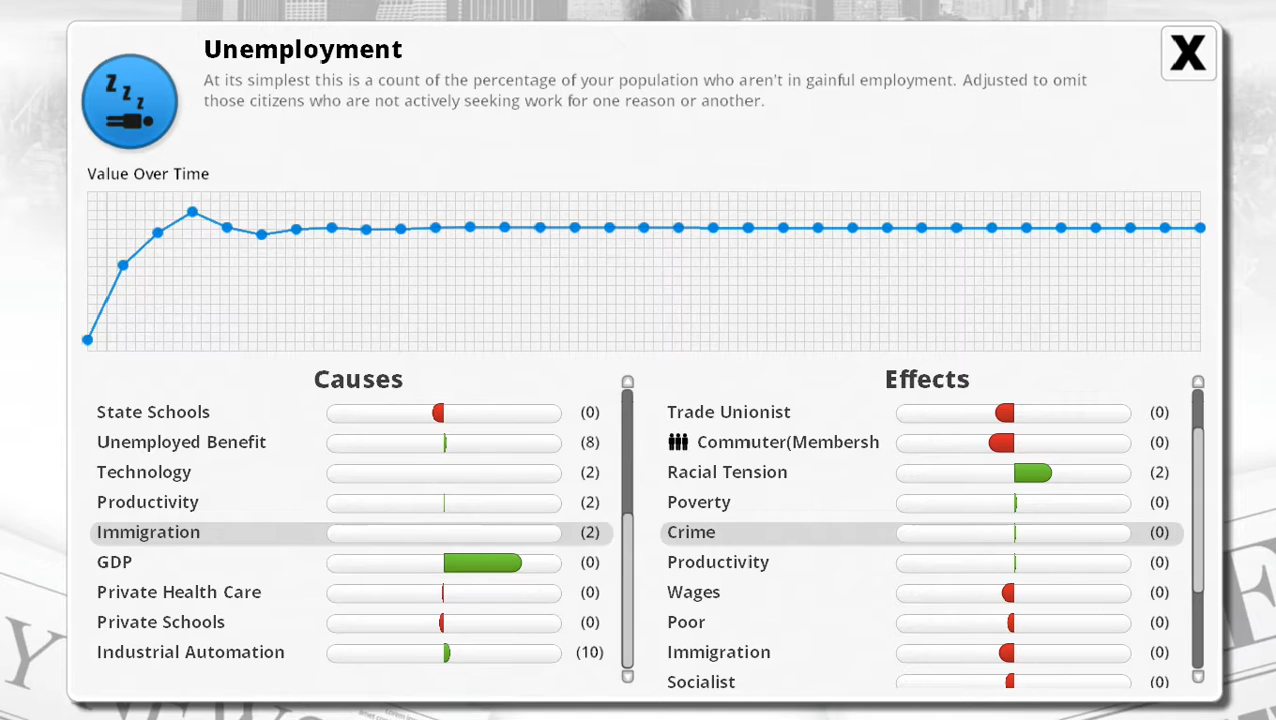 Unemployment
X
At its simplest this is a count of the percentage of your population who aren't in gainful employment. Adjusted to omit
those citizens who are not actively seeking work for one reason or another.
z z z
Value Over Time
Causes
State Schools (0)
Unemployed Benefit (8)
Technology (2)
Productivity (2)
Immigration (2)
GDP (0)
Private Health Care (0)
Private Schools (0)
Industrial Automation (10)
Effects
Trade Unionist (0)
Commuter(Membersh (0)
Racial Tension (2)
Poverty (0)
Crime (0)
Productivity (0)
Wages (0)
Poor (0)
Immigration (0)
Socialist (0)